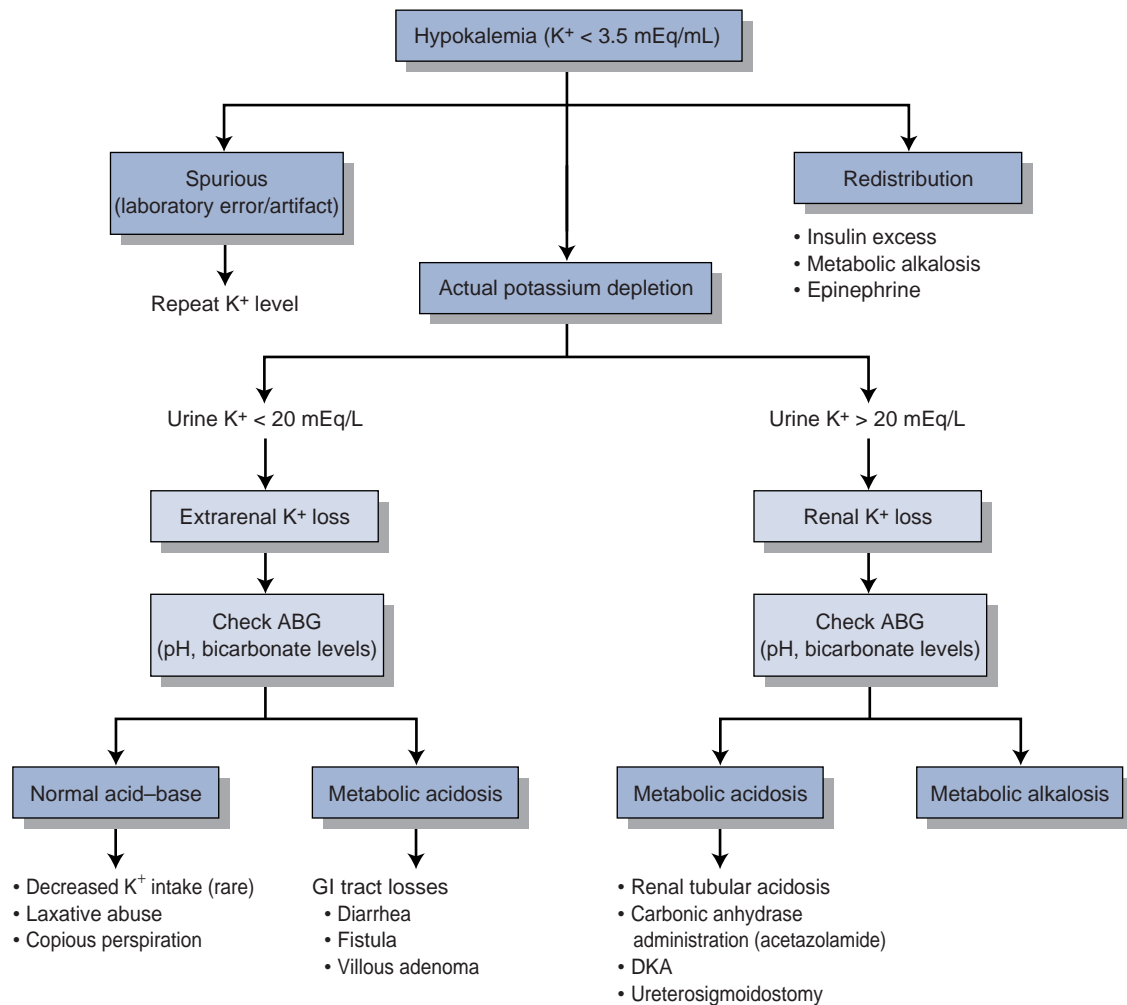 Hypokalemia (K⁺ < 3.5 mEq/mL)
Spurious
(laboratory error/artifact)
Repeat K⁺ level
Redistribution
• Insulin excess
• Metabolic alkalosis
• Epinephrine
Actual potassium depletion
Urine K⁺ < 20 mEq/L
Urine K⁺ > 20 mEq/L
Extrarenal K⁺ loss
Renal K⁺ loss
Check ABG
(pH, bicarbonate levels)
Check ABG
(pH, bicarbonate levels)
Normal acid–base
Metabolic acidosis
Metabolic acidosis
Metabolic alkalosis
• Decreased K⁺ intake (rare)
• Laxative abuse
• Copious perspiration
GI tract losses
• Diarrhea
• Fistula
• Villous adenoma
• Renal tubular acidosis
• Carbonic anhydrase
administration (acetazolamide)
• DKA
• Ureterosigmoidostomy